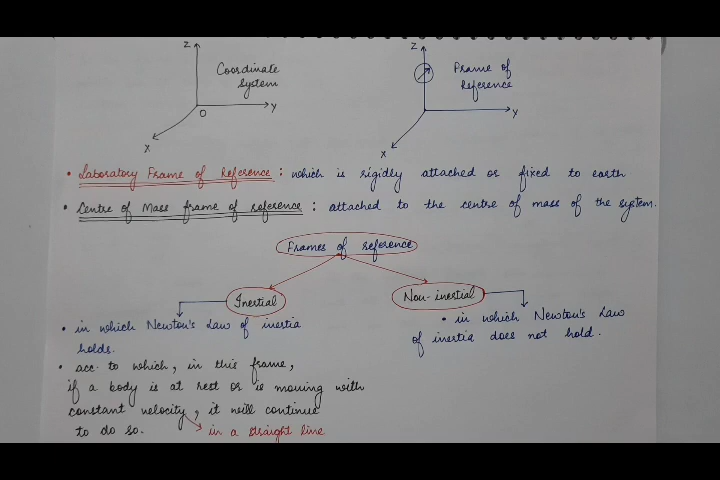 Z
Y
X
O
Coordinate
System
Z
Y
X
Frame of
Reference
• Laboratory Frame of Reference : which is rigidly attached or fixed to earth
• Centre of Mass frame of reference : attached to the centre of mass of the system.
Frames of reference
Inertial
Non-inertial
• in which Newton's Law of inertia
holds.
• acc. to which, in this frame,
if a body is at rest or is moving with
constant velocity, it will continue
to do so.
in a straight line
• in which Newton's Law
of inertia does not hold.